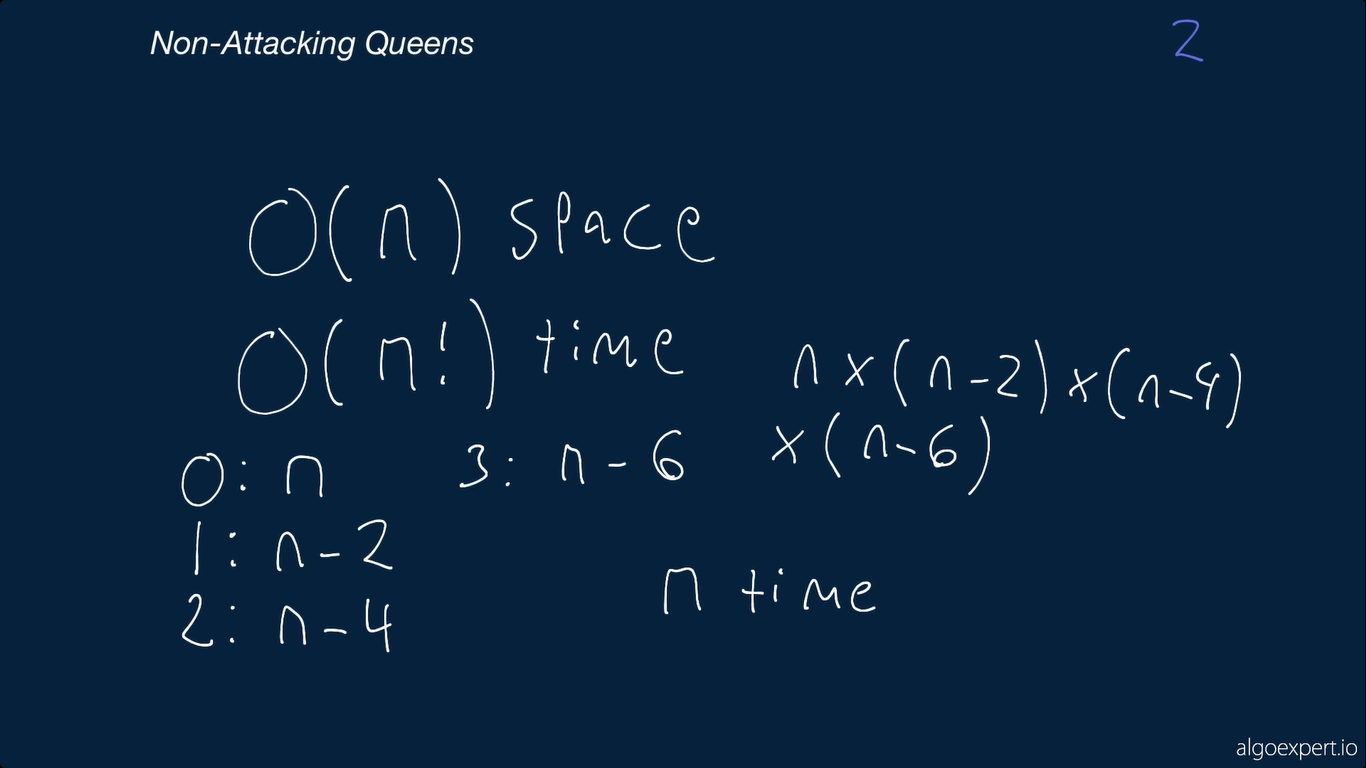 Non-Attacking Queens
2
O(n) space
O(n!) time
n x (n-2) x (n-4)
x (n-6)
0: n
3: n-6
1: n-2
2: n-4
n time
algoexpert.io